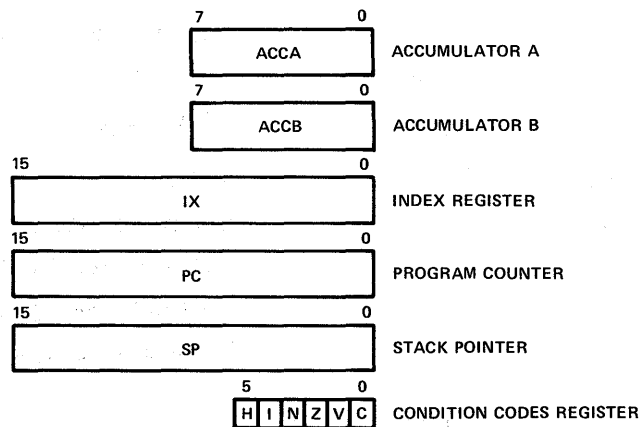 7 0
ACCA ACCUMULATOR A
7 0
ACCB ACCUMULATOR B
15 0
IX INDEX REGISTER
15 0
PC PROGRAM COUNTER
15 0
SP STACK POINTER
5 0
H I N Z V C CONDITION CODES REGISTER